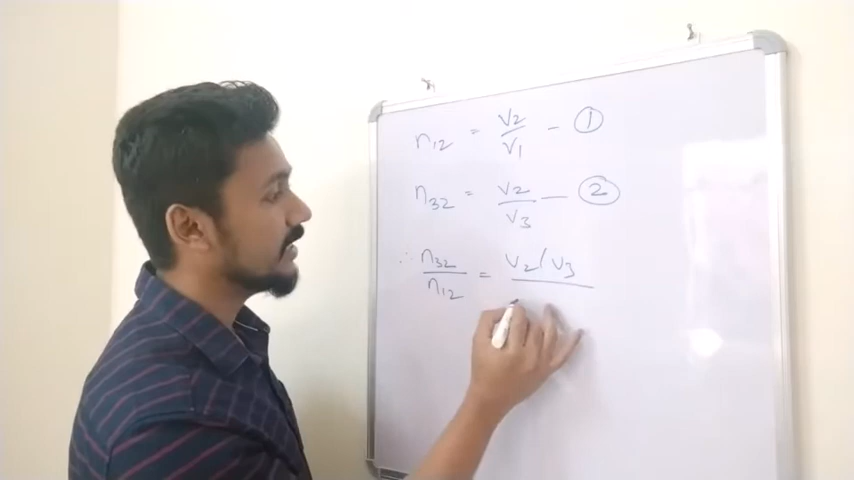 n12 = v2/v1 - ①
n32 = v2/v3 — ②
∴ n32/n12 = v2/v3